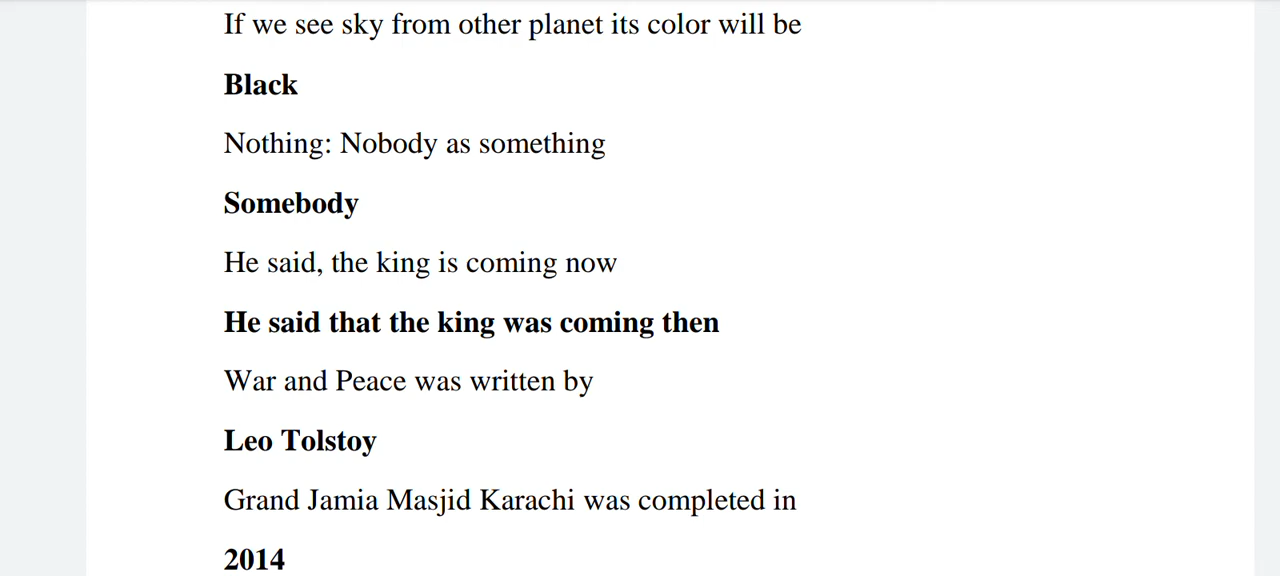 If we see sky from other planet its color will be
Black
Nothing: Nobody as something
Somebody
He said, the king is coming now
He said that the king was coming then
War and Peace was written by
Leo Tolstoy
Grand Jamia Masjid Karachi was completed in
2014